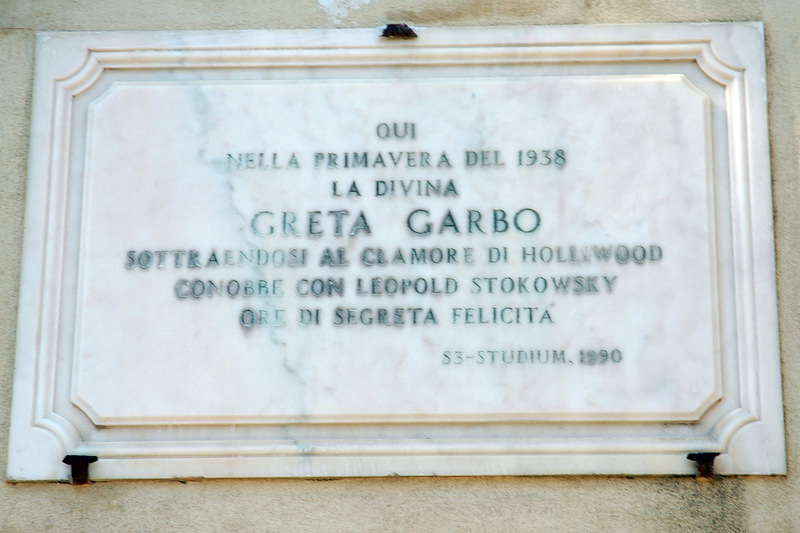 QUI
NELLA PRIMAVERA DEL 1938
LA DIVINA
GRETA GARBO
SOTTRAENDOSI AL CLAMORE DI HOLLIWOOD
CONOBBE CON LEOPOLD STOKOWSKY
ORE DI SEGRETA FELICITÁ
S3-STUDIUM. 1990